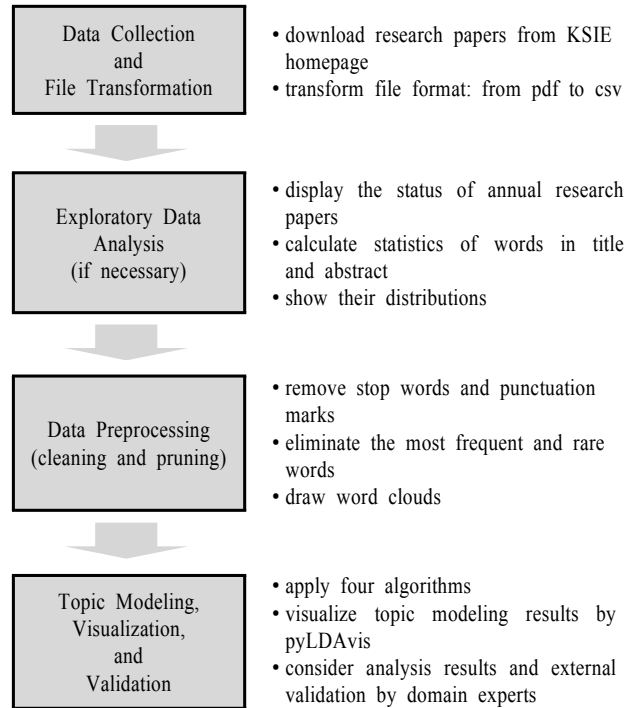 Data Collection
and
File Transformation
• download research papers from KSIE
homepage
• transform file format: from pdf to csv
Exploratory Data
Analysis
(if necessary)
• display the status of annual research
papers
• calculate statistics of words in title
and abstract
• show their distributions
Data Preprocessing
(cleaning and pruning)
• remove stop words and punctuation
marks
• eliminate the most frequent and rare
words
• draw word clouds
Topic Modeling,
Visualization,
and
Validation
• apply four algorithms
• visualize topic modeling results by
pyLDAvis
• consider analysis results and external
validation by domain experts